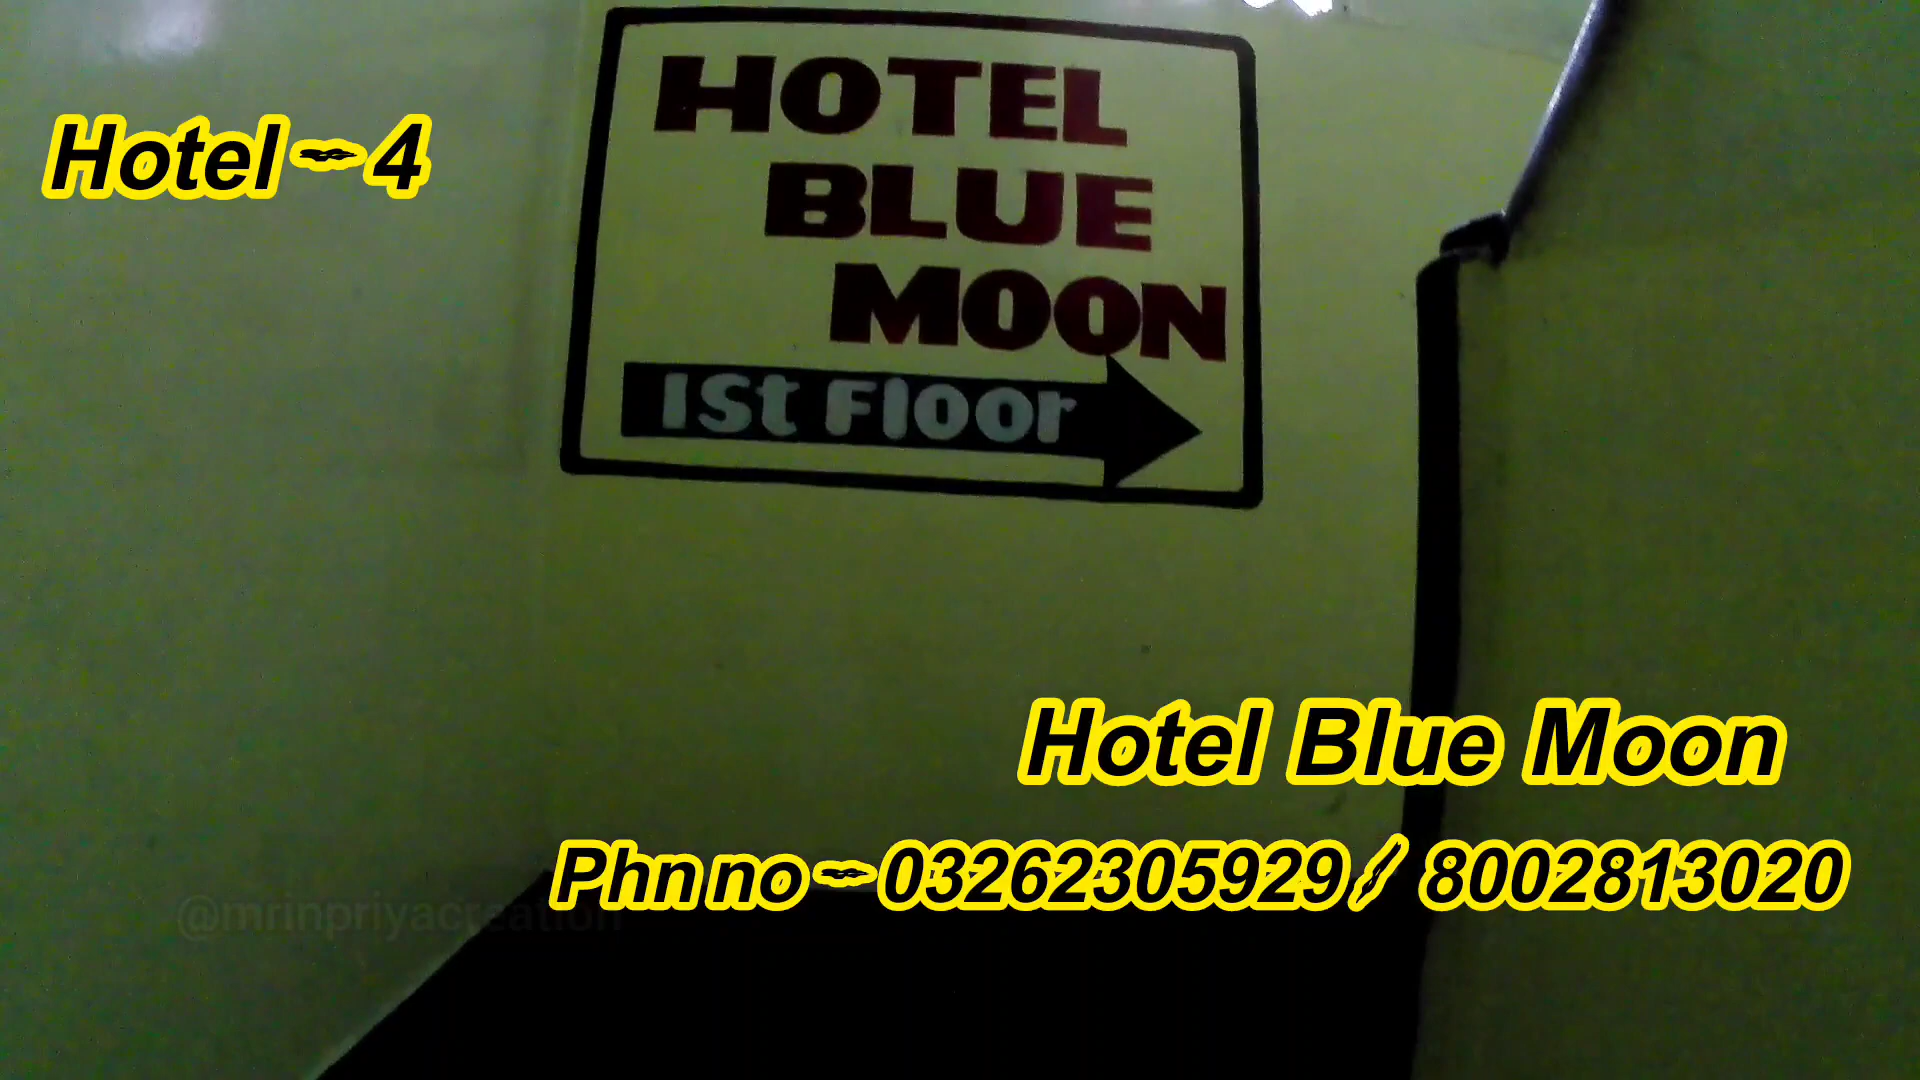 HOTEL
BLUE
MOON
1St Floor
Hotel-4
Hotel Blue Moon
Phn no-03262305929/ 8002813020
@mrinpriyacreation